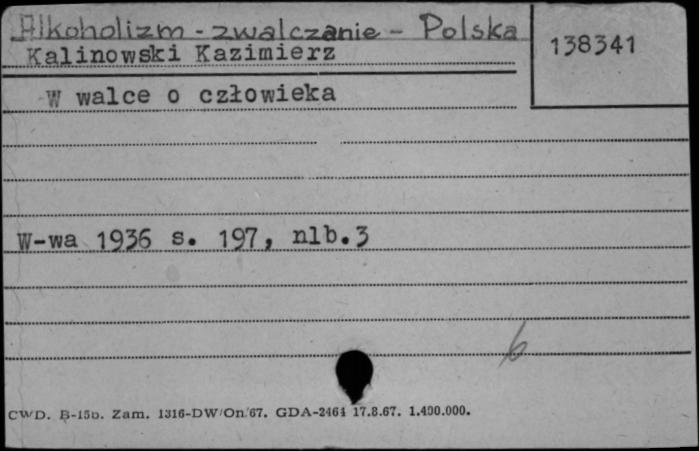 Alkoholizm - zwalczanie - Polska
138341
Kalinowski Kazimierz
W walce o człowieka
W-wa 1936 s. 197, nlb.3
6
CWD. B-15b. Zam. 1316-DW/On/67. GDA-2464 17.8.67. 1.400.000.